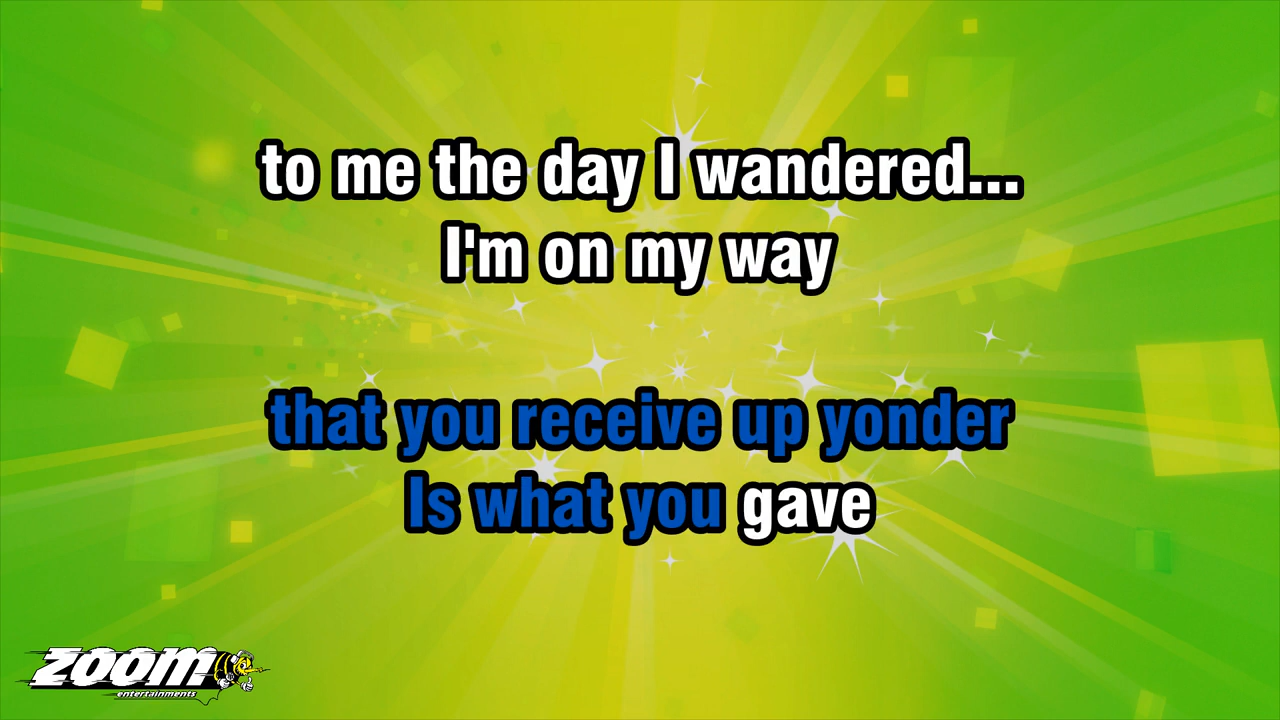 to me the day I wandered...
I'm on my way
that you receive up yonder
Is what you gave
ZOOM
entertainments